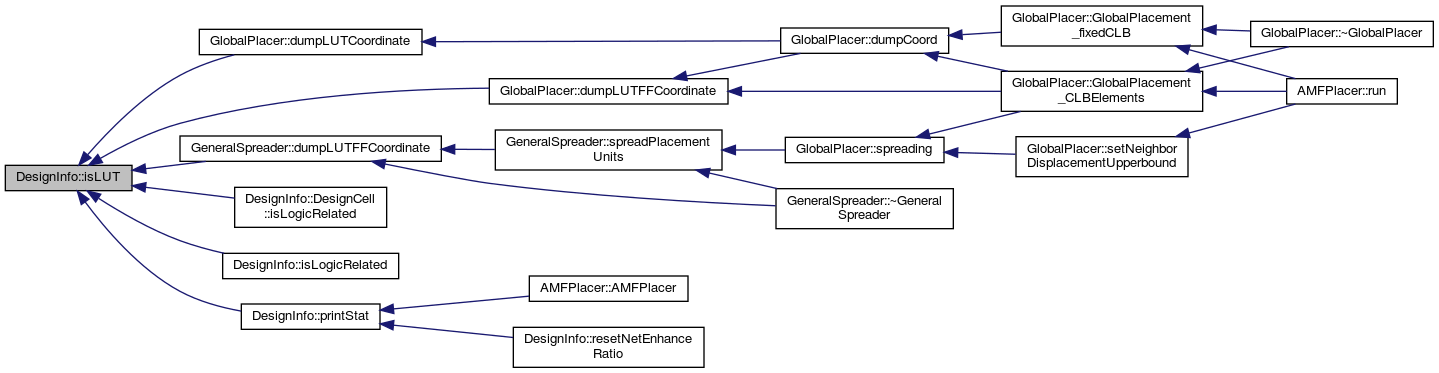 DesignInfo::isLUT
GlobalPlacer::dumpLUTCoordinate
GlobalPlacer::dumpLUTFFCoordinate
GeneralSpreader::dumpLUTFFCoordinate
DesignInfo::DesignCell
::isLogicRelated
DesignInfo::isLogicRelated
DesignInfo::printStat
GlobalPlacer::dumpCoord
GeneralSpreader::spreadPlacement
Units
GlobalPlacer::spreading
GeneralSpreader::~General
Spreader
AMFPlacer::AMFPlacer
DesignInfo::resetNetEnhance
Ratio
GlobalPlacer::GlobalPlacement
_fixedCLB
GlobalPlacer::GlobalPlacement
_CLBElements
GlobalPlacer::setNeighbor
DisplacementUpperbound
GlobalPlacer::~GlobalPlacer
AMFPlacer::run